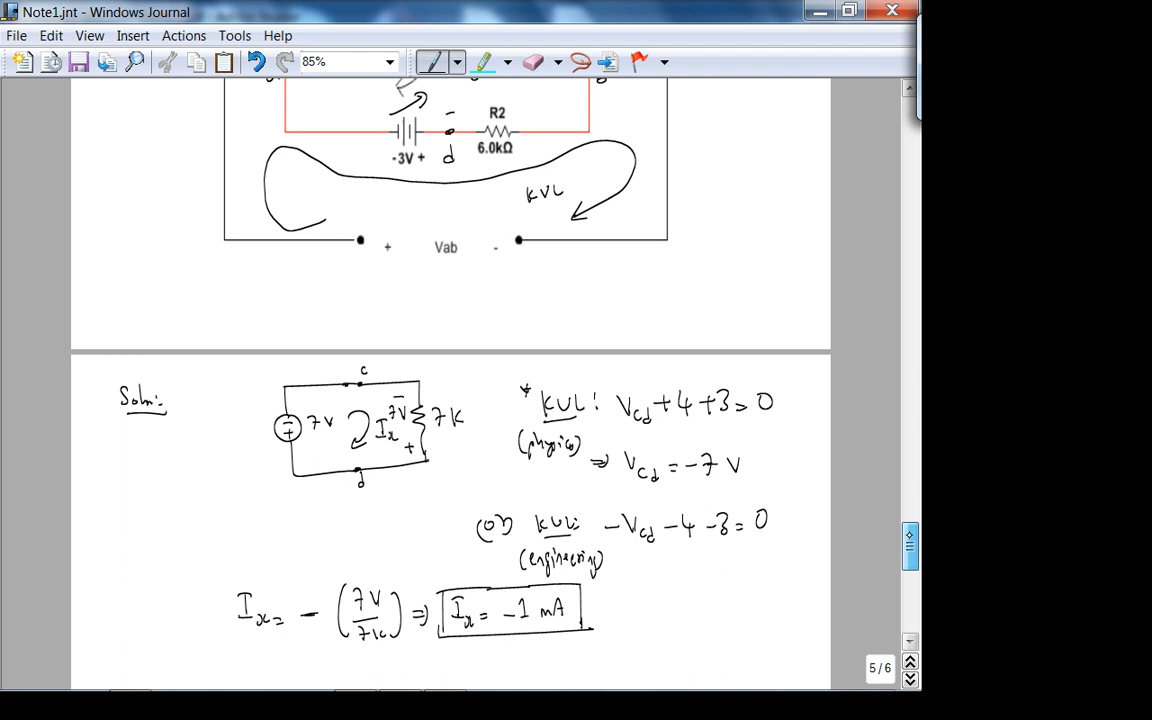 Note1.jnt - Windows Journal
File Edit View Insert Actions Tools Help
85%
R2
-3V +
d
6.0kΩ
KVL
+ Vab -
Soln:
c
7V
Ix
7V
7K
+
d
* KVL: Vcd+4+3=0
(physics)
⇒ Vcd = -7 V
(or) KVL: -Vcd-4-3=0
(engineering)
Ix = - (7V/7K) ⇒ Ix = -1 mA
5 / 6